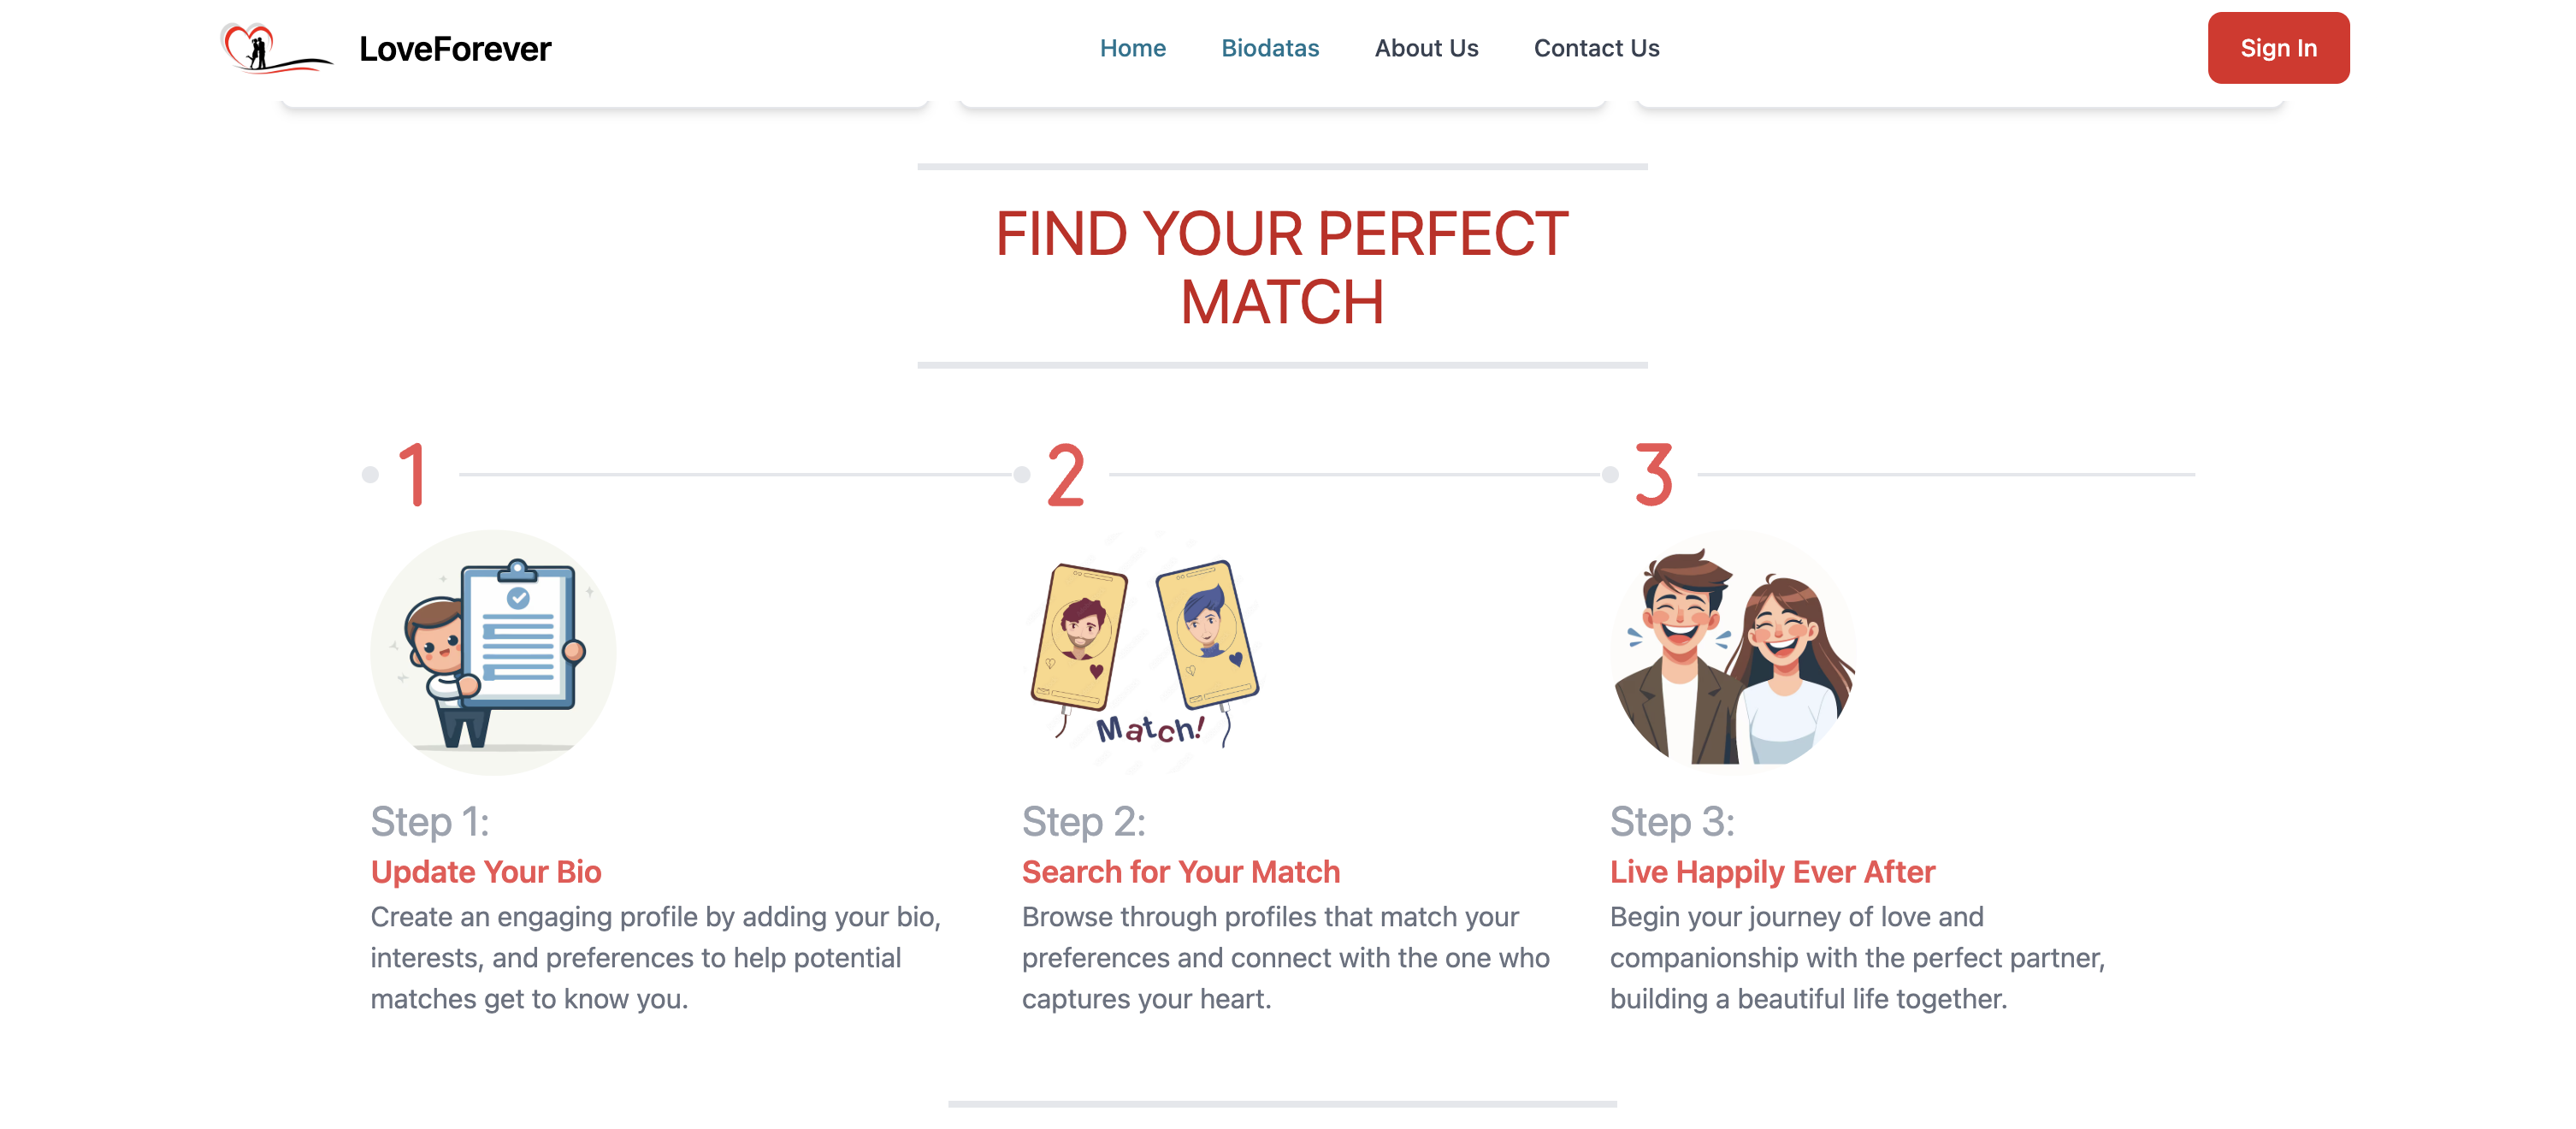 LoveForever
Home
Biodatas
About Us
Contact Us
Sign In
FIND YOUR PERFECT
MATCH
1
2
3
Match!
Step 1:
Update Your Bio
Create an engaging profile by adding your bio,
interests, and preferences to help potential
matches get to know you.
Step 2:
Search for Your Match
Browse through profiles that match your
preferences and connect with the one who
captures your heart.
Step 3:
Live Happily Ever After
Begin your journey of love and
companionship with the perfect partner,
building a beautiful life together.